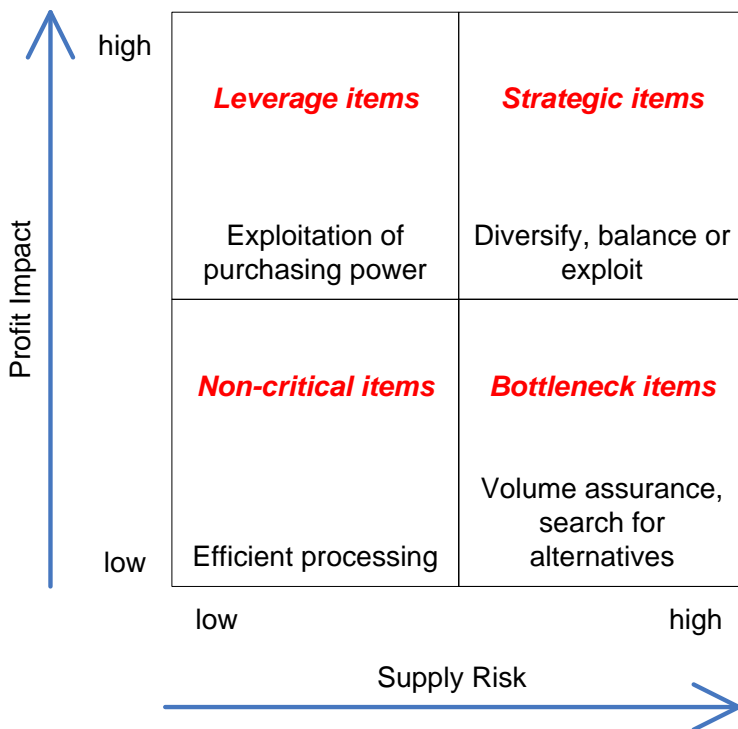 high
Leverage items
Strategic items
Exploitation of
purchasing power
Diversify, balance or
exploit
Profit Impact
Non-critical items
Bottleneck items
Efficient processing
Volume assurance,
search for
alternatives
low
low
high
Supply Risk